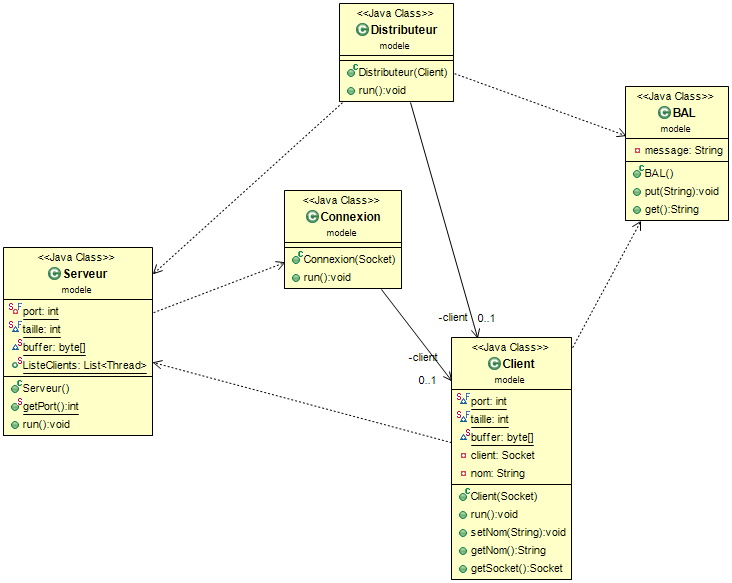 <<Java Class>>
Distributeur
modele
Distributeur(Client)
run():void
<<Java Class>>
BAL
modele
message: String
BAL()
put(String):void
get():String
<<Java Class>>
Connexion
modele
Connexion(Socket)
run():void
<<Java Class>>
Serveur
modele
port: int
taille: int
buffer: byte[]
ListeClients: List<Thread>
Serveur()
getPort():int
run():void
-client
0..1
-client
0..1
<<Java Class>>
Client
modele
port: int
taille: int
buffer: byte[]
client: Socket
nom: String
Client(Socket)
run():void
setNom(String):void
getNom():String
getSocket():Socket